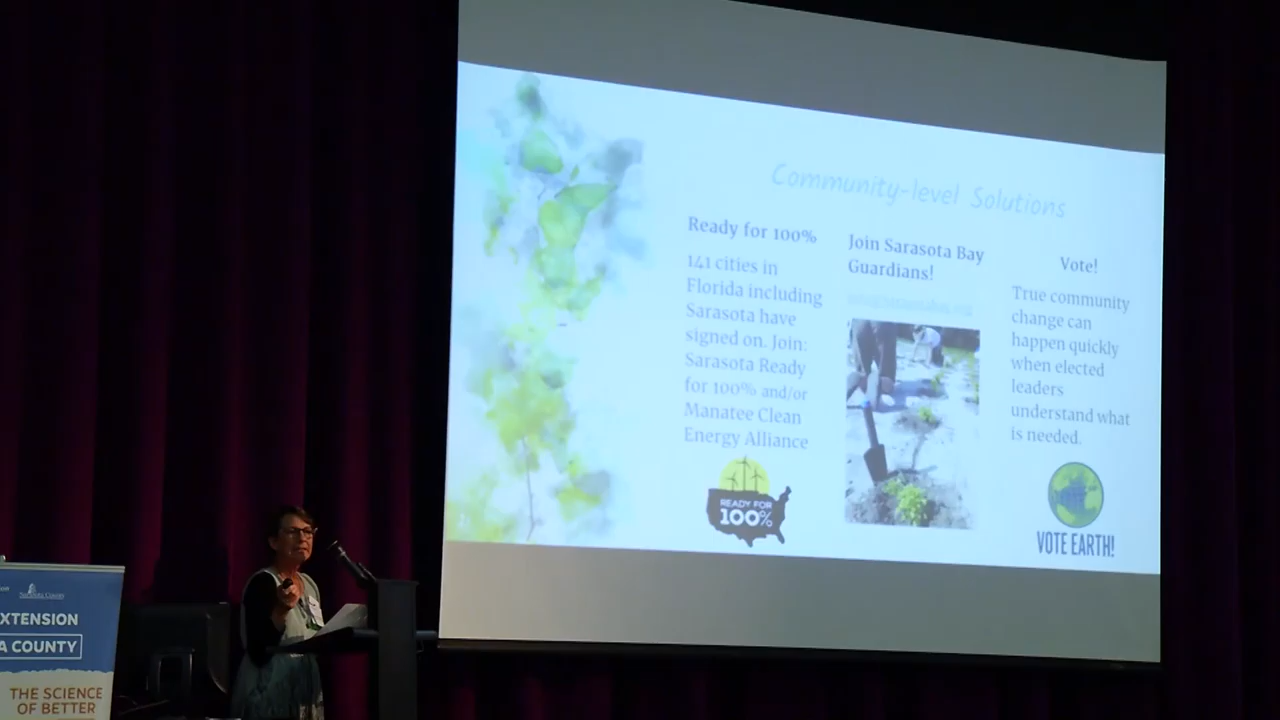 Community-level Solutions
Ready for 100%
141 cities in
Florida including
Sarasota have
signed on. Join:
Sarasota Ready
for 100% and/or
Manatee Clean
Energy Alliance
READY FOR
100%
Join Sarasota Bay
Guardians!
Vote!
True community
change can
happen quickly
when elected
leaders
understand what
is needed.
VOTE EARTH!
Sarasota County
XTENSION
A COUNTY
THE SCIENCE
OF BETTER